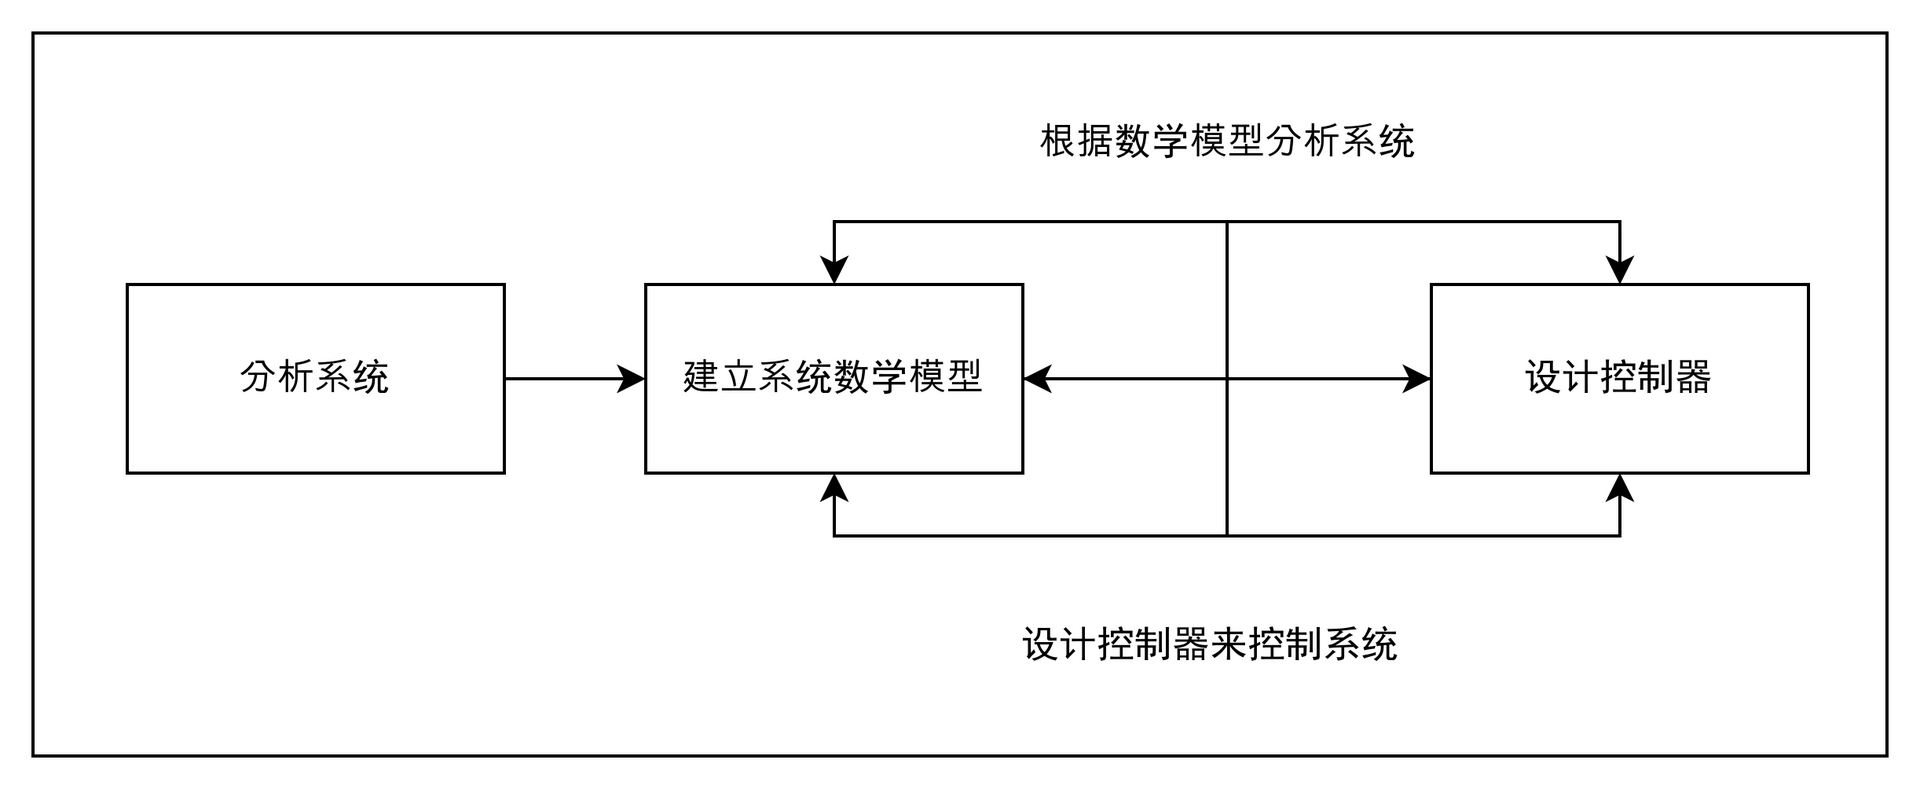 根据数学模型分析系统
分析系统
建立系统数学模型
设计控制器
设计控制器来控制系统